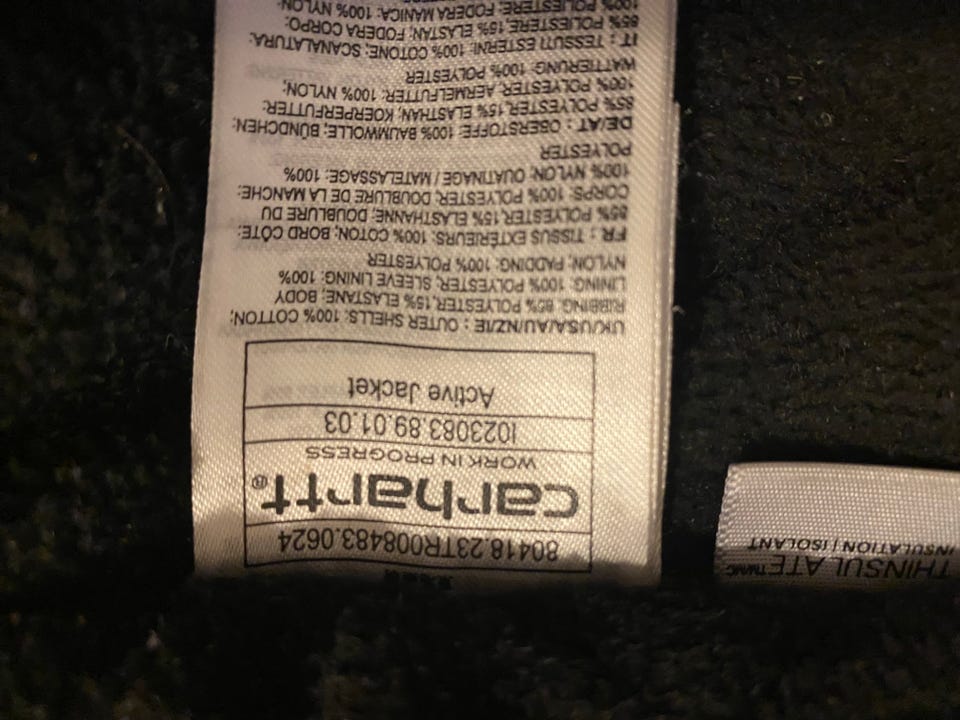 80418.23TR008483.0624
carhartt®
WORK IN PROGRESS
I023083.89.01.03
Active Jacket
UK/USA/AU/NZ/IE : OUTER SHELLS: 100% COTTON;
RIBBING: 85% POLYESTER, 15% ELASTANE; BODY
LINING: 100% POLYESTER; SLEEVE LINING: 100%
NYLON; PADDING: 100% POLYESTER
FR : TISSUS EXTÉRIEURS: 100% COTON; BORD CÔTE:
85% POLYESTER, 15% ELASTHANNE; DOUBLURE DU
CORPS: 100% POLYESTER; DOUBLURE DE LA MANCHE:
100% NYLON; OUATINAGE / MATELASSAGE: 100%
POLYESTER
DE/AT : OBERSTOFFE: 100% BAUMWOLLE; BÜNDCHEN:
85% POLYESTER, 15% ELASTHAN; KOERPERFUTTER:
100% POLYESTER; AERMELFUTTER: 100% NYLON;
WATTIERUNG: 100% POLYESTER
IT : TESSUTI ESTERNI: 100% COTONE; SCANALATURA:
85% POLIESTERE, 15% ELASTAN; FODERA CORPO:
100% POLIESTERE; FODERA MANICA: 100% NYLON;
THINSULATE
INSULATION | ISOLANT